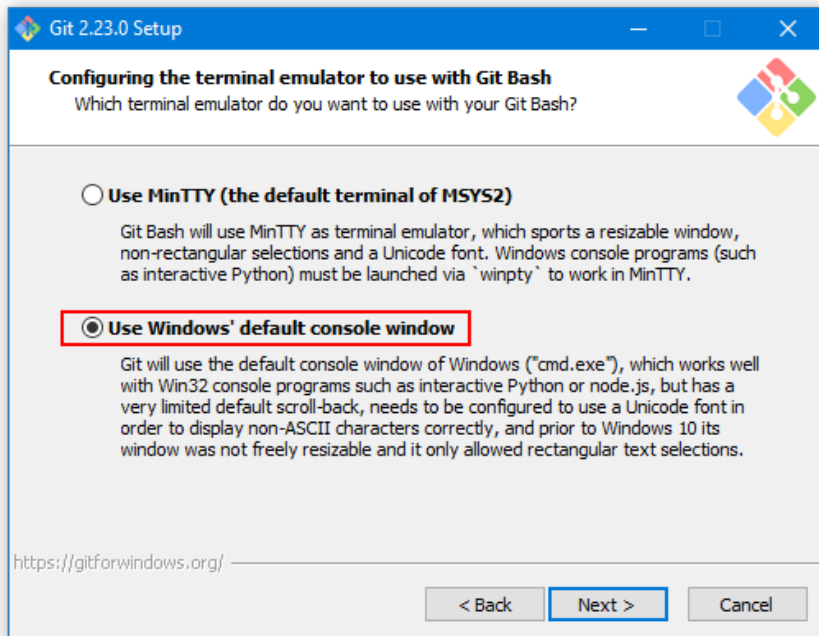 Git 2.23.0 Setup
Configuring the terminal emulator to use with Git Bash
Which terminal emulator do you want to use with your Git Bash?
Use MinTTY (the default terminal of MSYS2)
Git Bash will use MinTTY as terminal emulator, which sports a resizable window,
non-rectangular selections and a Unicode font. Windows console programs (such
as interactive Python) must be launched via `winpty` to work in MinTTY.
Use Windows' default console window
Git will use the default console window of Windows ("cmd.exe"), which works well
with Win32 console programs such as interactive Python or node.js, but has a
very limited default scroll-back, needs to be configured to use a Unicode font in
order to display non-ASCII characters correctly, and prior to Windows 10 its
window was not freely resizable and it only allowed rectangular text selections.
https://gitforwindows.org/
< Back
Next >
Cancel